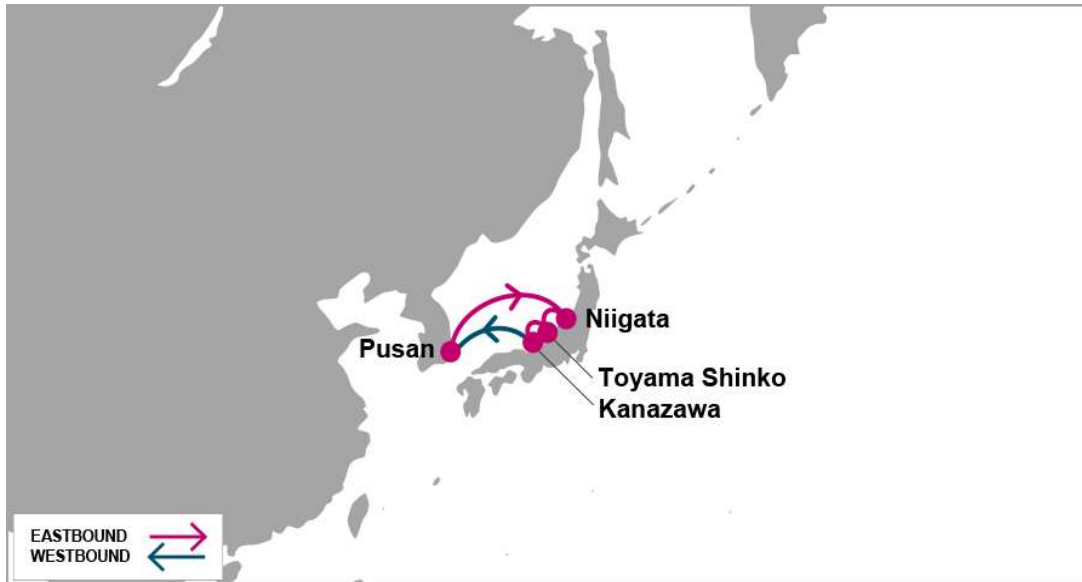 Niigata
Pusan
Toyama Shinko
Kanazawa
EASTBOUND
WESTBOUND